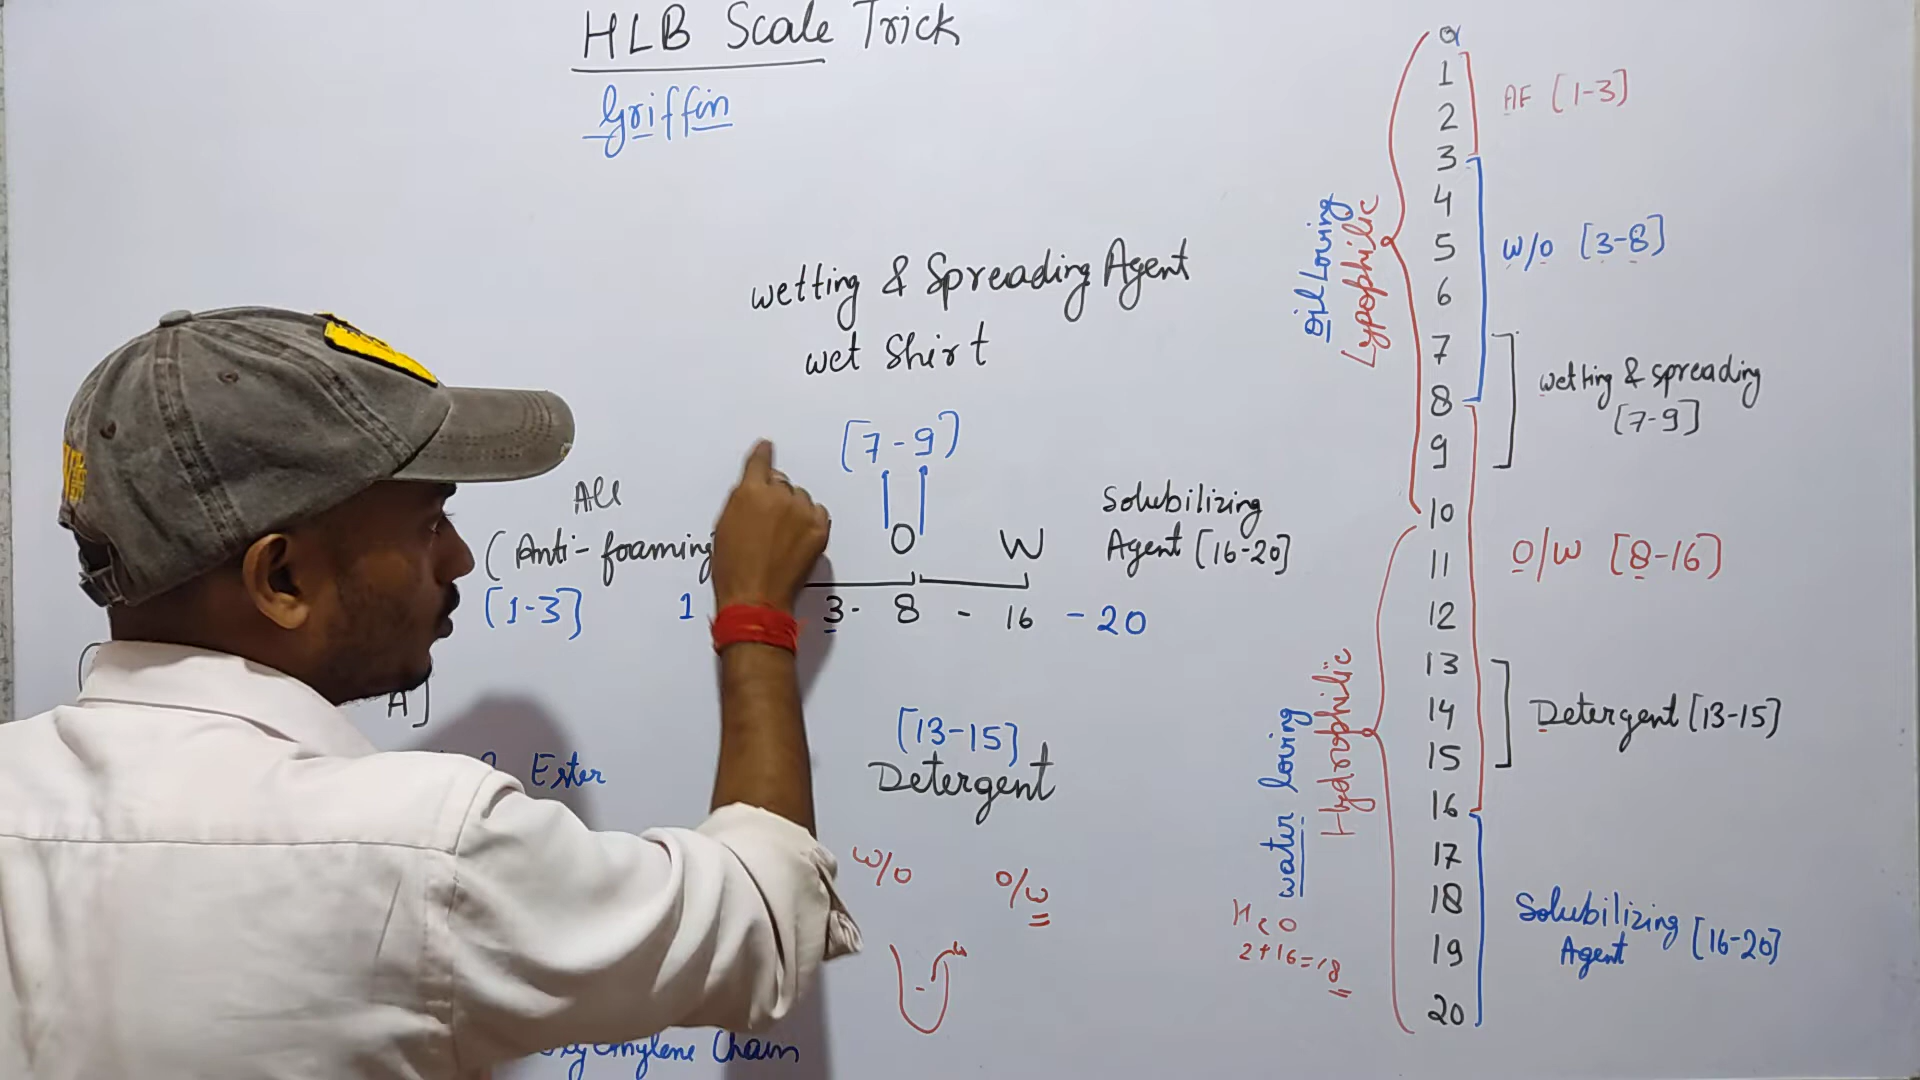 HLB Scale Trick
Griffin
wetting & Spreading Agent
wet Shirt
[7-9]
(Anti-foaming
[1-3]
O W
1 3- 8 - 16 -20
Solubilizing
Agent [16-20]
A]
Ester
[13-15]
Detergent
W/O O/W
Chain
Oil Loving
Lypophilic
water loving
Hydrophilic
2+16=18
1
2
3
4
5
6
7
8
9
10
11
12
13
14
15
16
17
18
19
20
AF [1-3]
W/O [3-8]
wetting & spreading
[7-9]
O/W [8-16]
Detergent [13-15]
Solubilizing
Agent [16-20]